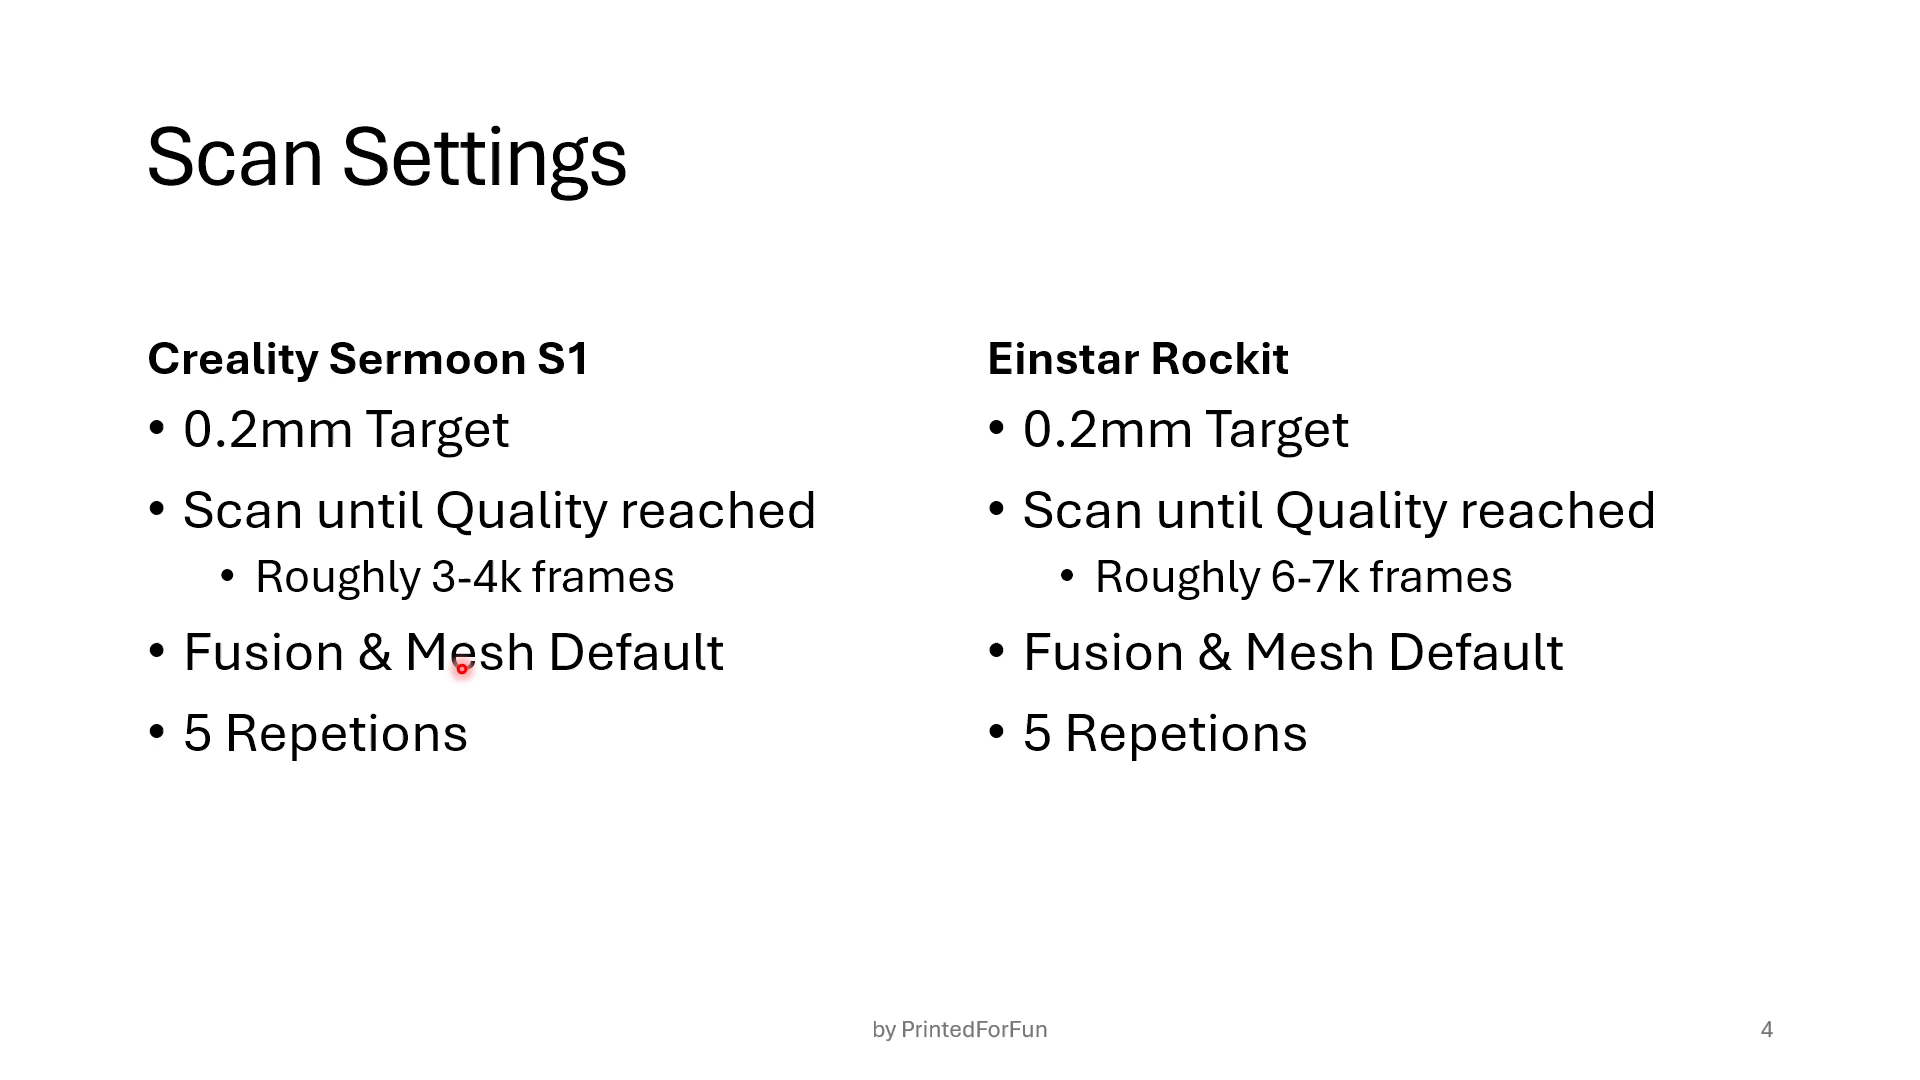 Scan Settings
Creality Sermoon S1
• 0.2mm Target
• Scan until Quality reached
• Roughly 3-4k frames
• Fusion & Mesh Default
• 5 Repetions
Einstar Rockit
• 0.2mm Target
• Scan until Quality reached
• Roughly 6-7k frames
• Fusion & Mesh Default
• 5 Repetions
by PrintedForFun
4